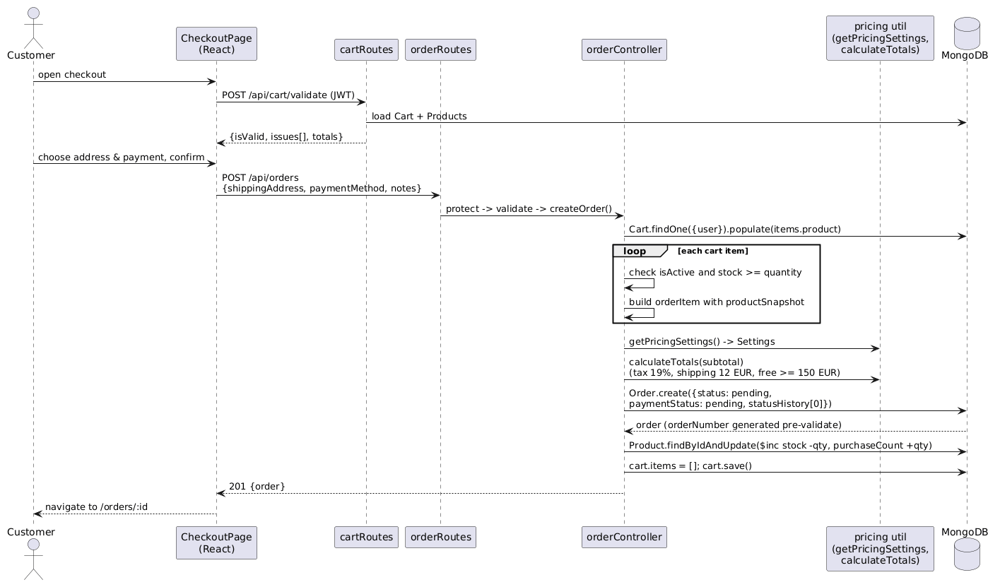 Customer
CheckoutPage
(React)
cartRoutes
orderRoutes
orderController
pricing util
(getPricingSettings,
calculateTotals)
MongoDB
open checkout
POST /api/cart/validate (JWT)
load Cart + Products
{isValid, issues[], totals}
choose address & payment, confirm
POST /api/orders
{shippingAddress, paymentMethod, notes}
protect -> validate -> createOrder()
Cart.findOne({user}).populate(items.product)
loop [each cart item]
check isActive and stock >= quantity
build orderItem with productSnapshot
getPricingSettings() -> Settings
calculateTotals(subtotal)
(tax 19%, shipping 12 EUR, free >= 150 EUR)
Order.create({status: pending,
paymentStatus: pending, statusHistory[0]})
order (orderNumber generated pre-validate)
Product.findByIdAndUpdate($inc stock -qty, purchaseCount +qty)
cart.items = []; cart.save()
201 {order}
navigate to /orders/:id
Customer
CheckoutPage
(React)
cartRoutes
orderRoutes
orderController
pricing util
(getPricingSettings,
calculateTotals)
MongoDB